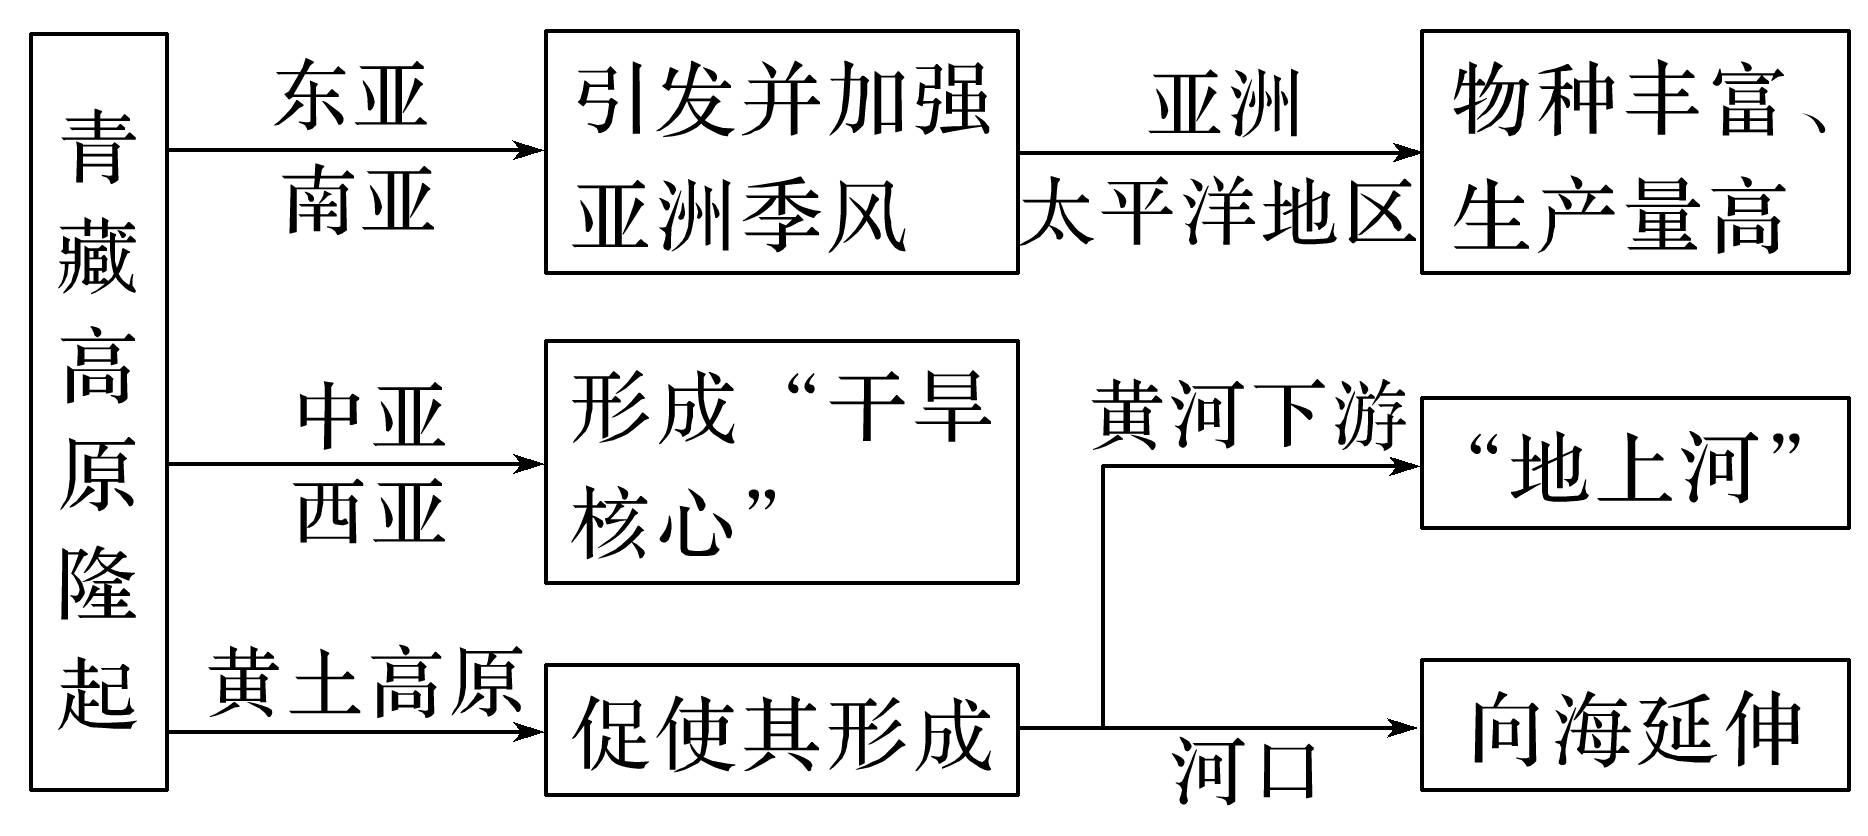 青藏高原隆起
东亚
南亚
引发并加强
亚洲季风
亚洲
太平洋地区
物种丰富、
生产量高
中亚
西亚
形成“干旱
核心”
黄河下游
“地上河”
黄土高原
促使其形成
河口
向海延伸